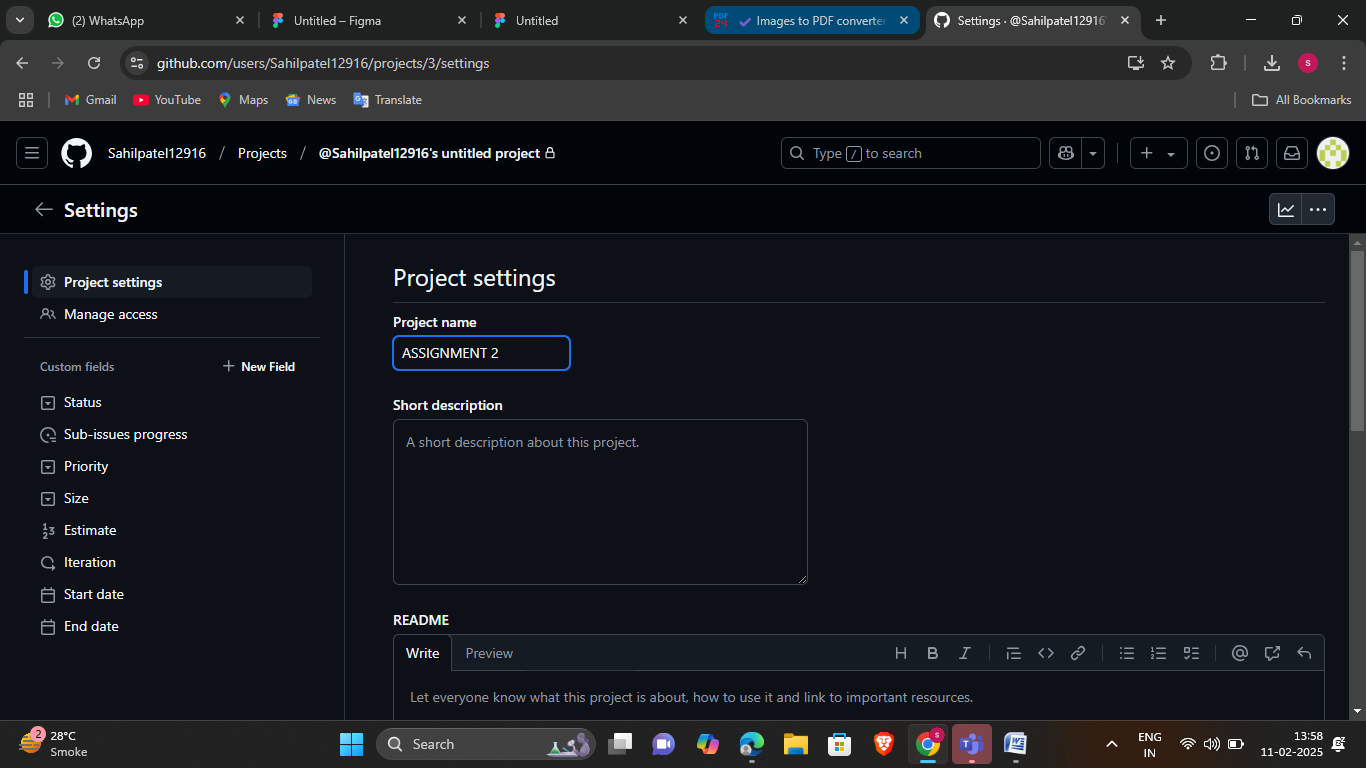 (2) WhatsApp
Untitled – Figma
Untitled
Images to PDF converte
Settings · @Sahilpatel12916'
github.com/users/Sahilpatel12916/projects/3/settings
S
Gmail
YouTube
Maps
News
Translate
All Bookmarks
Sahilpatel12916 / Projects / @Sahilpatel12916's untitled project
Type / to search
Settings
Project settings
Manage access
Custom fields
New Field
Status
Sub-issues progress
Priority
Size
Estimate
Iteration
Start date
End date
Project settings
Project name
ASSIGNMENT 2
Short description
A short description about this project.
README
Write
Preview
Let everyone know what this project is about, how to use it and link to important resources.
2
28°C
Smoke
Search
ENG
IN
13:58
11-02-2025